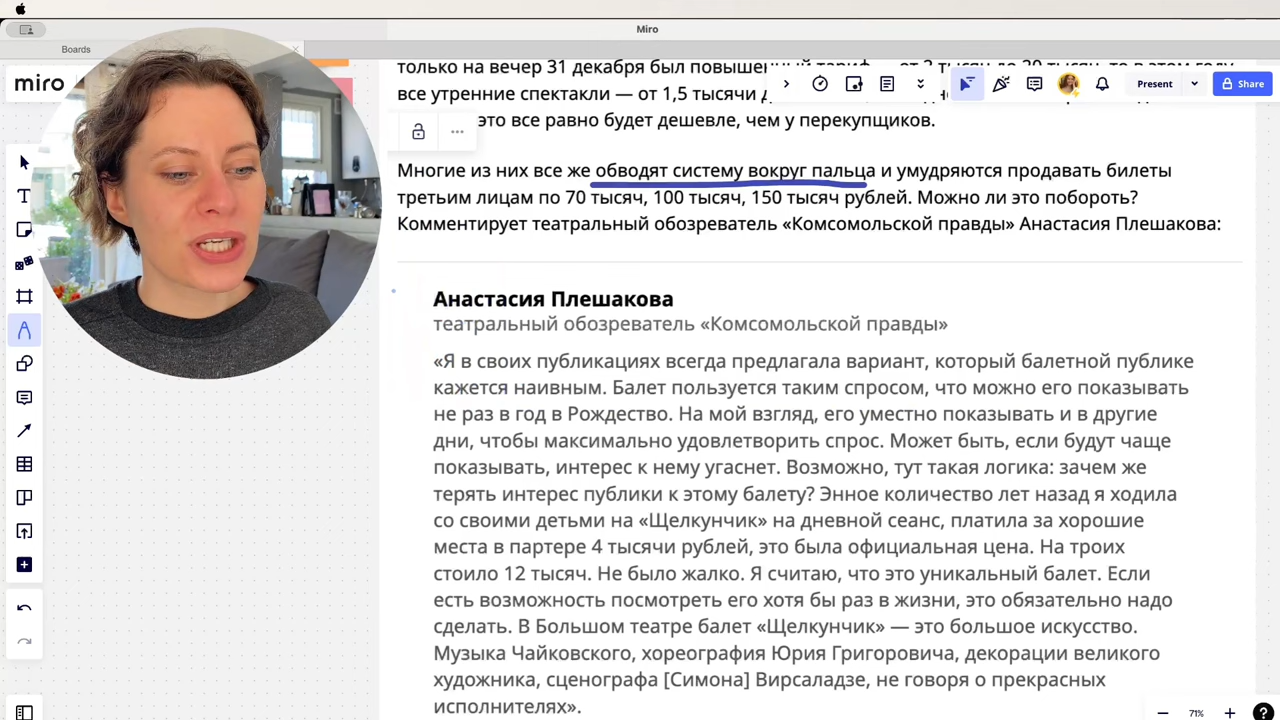 Miro
Boards
miro
Present
Share
только на вечер 31 декабря был повышенный тариф
все утренние спектакли — от 1,5 тысячи
это все равно будет дешевле, чем у перекупщиков.
Многие из них все же обводят систему вокруг пальца и умудряются продавать билеты
третьим лицам по 70 тысяч, 100 тысяч, 150 тысяч рублей. Можно ли это побороть?
Комментирует театральный обозреватель «Комсомольской правды» Анастасия Плешакова:
Анастасия Плешакова
театральный обозреватель «Комсомольской правды»
«Я в своих публикациях всегда предлагала вариант, который балетной публике
кажется наивным. Балет пользуется таким спросом, что можно его показывать
не раз в год в Рождество. На мой взгляд, его уместно показывать и в другие
дни, чтобы максимально удовлетворить спрос. Может быть, если будут чаще
показывать, интерес к нему угаснет. Возможно, тут такая логика: зачем же
терять интерес публики к этому балету? Энное количество лет назад я ходила
со своими детьми на «Щелкунчик» на дневной сеанс, платила за хорошие
места в партере 4 тысячи рублей, это была официальная цена. На троих
стоило 12 тысяч. Не было жалко. Я считаю, что это уникальный балет. Если
есть возможность посмотреть его хотя бы раз в жизни, это обязательно надо
сделать. В Большом театре балет «Щелкунчик» — это большое искусство.
Музыка Чайковского, хореография Юрия Григоровича, декорации великого
художника, сценографа [Симона] Вирсаладзе, не говоря о прекрасных
исполнителях».
71%